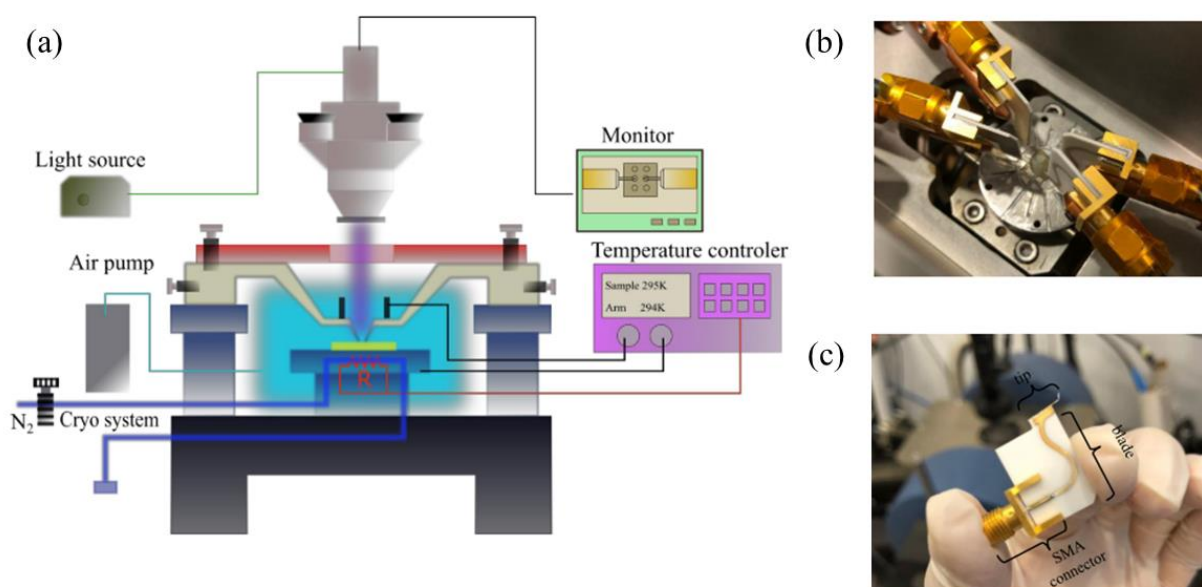 (a)
Light source
Air pump
N2
Cryo system
R
Monitor
Temperature controler
Sample 295K
Arm 294K
(b)
(c)
tip
blade
SMA
connector